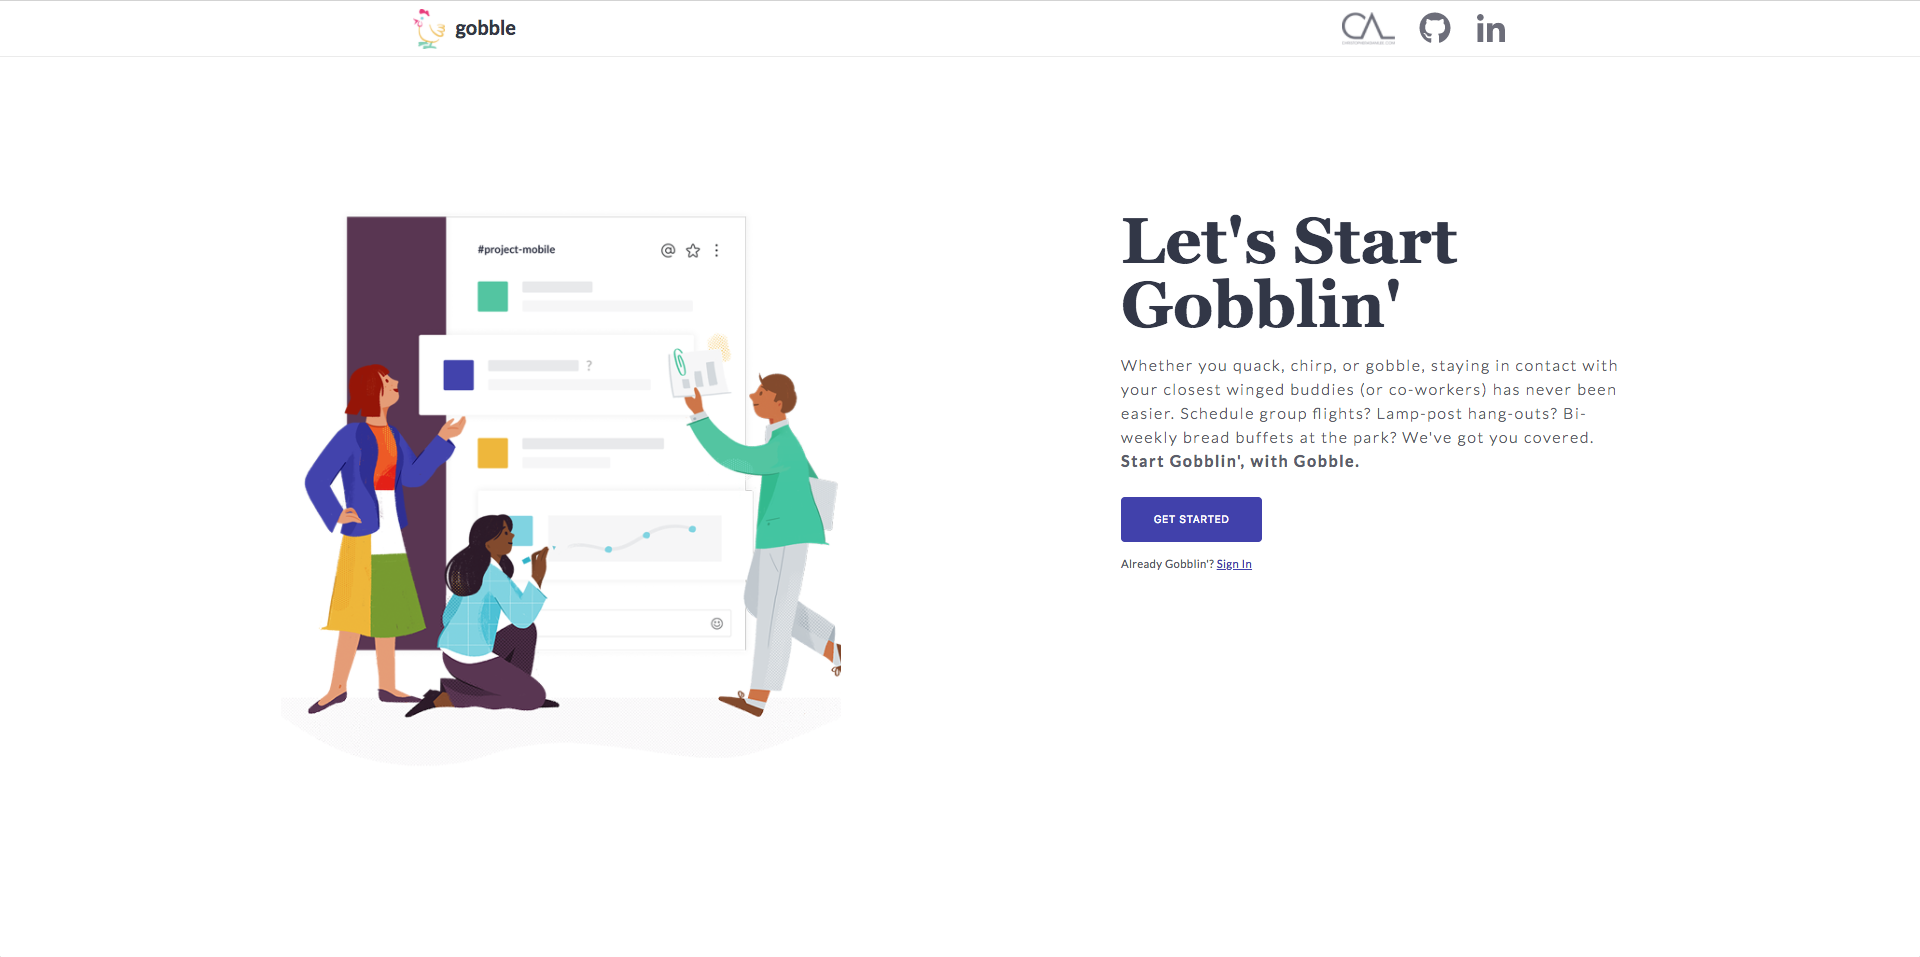 gobble
#project-mobile
?
Let's Start
Gobblin'
Whether you quack, chirp, or gobble, staying in contact with
your closest winged buddies (or co-workers) has never been
easier. Schedule group flights? Lamp-post hang-outs? Bi-
weekly bread buffets at the park? We've got you covered.
Start Gobblin', with Gobble.
GET STARTED
Already Gobblin'? Sign In